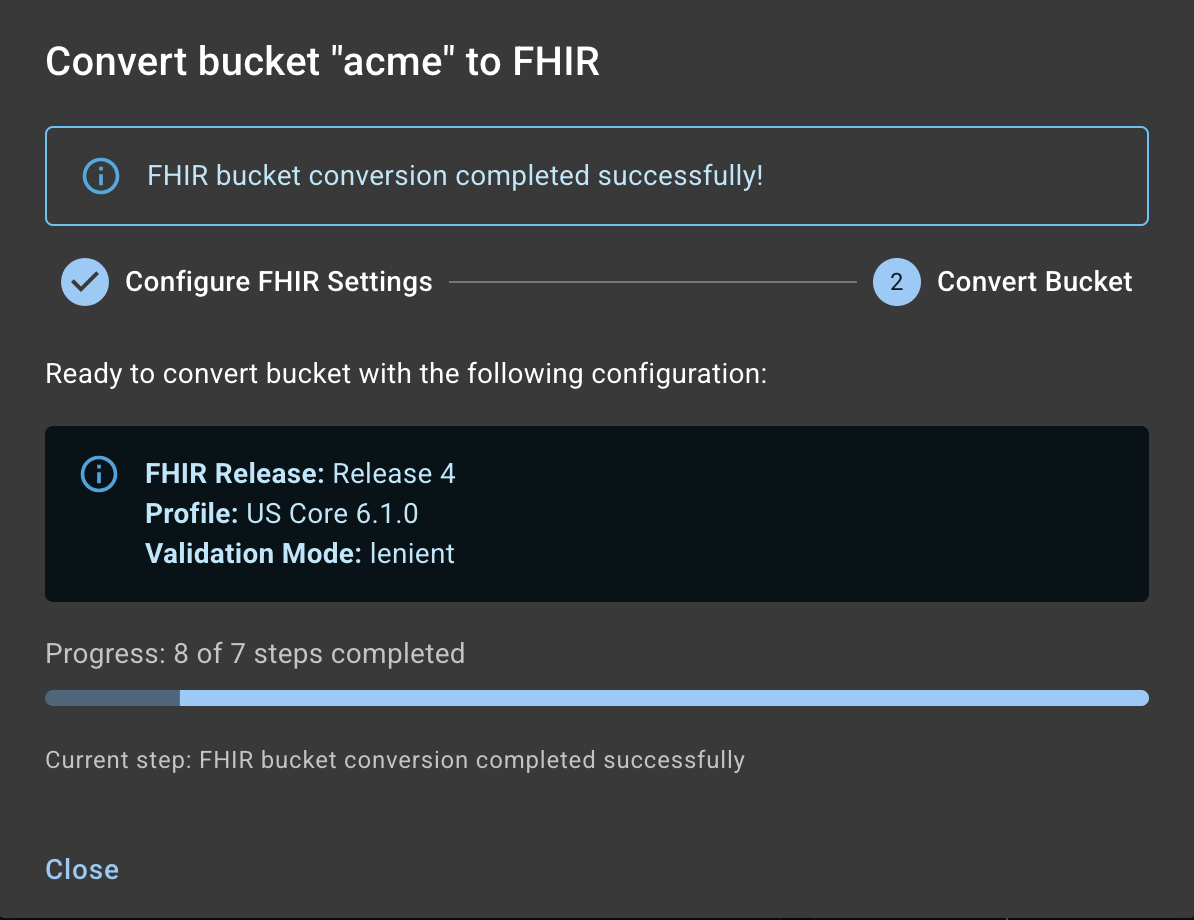 Convert bucket "acme" to FHIR
FHIR bucket conversion completed successfully!
Configure FHIR Settings
2 Convert Bucket
Ready to convert bucket with the following configuration:
FHIR Release: Release 4
Profile: US Core 6.1.0
Validation Mode: lenient
Progress: 8 of 7 steps completed
Current step: FHIR bucket conversion completed successfully
Close